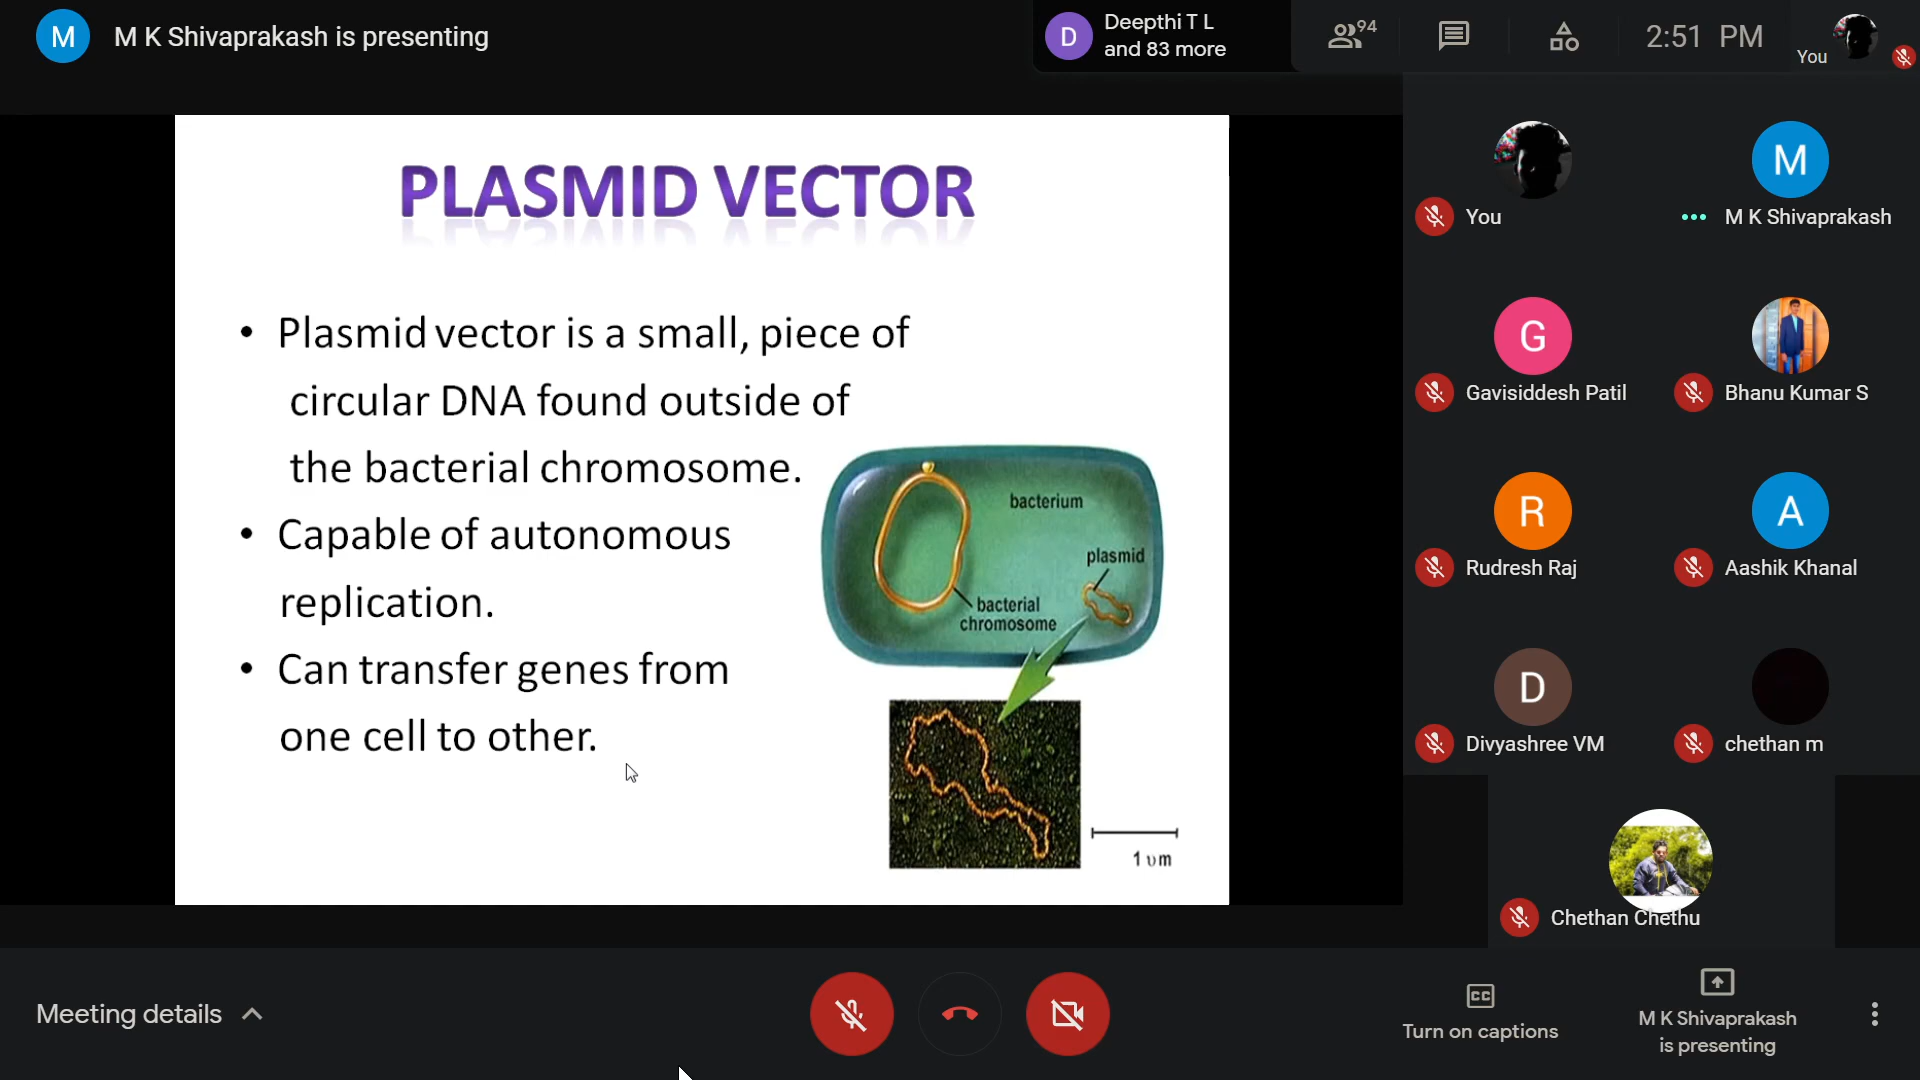 M
M K Shivaprakash is presenting
D
Deepthi T L
and 83 more
94
2:51 PM
You
PLASMID VECTOR
• Plasmid vector is a small, piece of
circular DNA found outside of
the bacterial chromosome.
• Capable of autonomous
replication.
• Can transfer genes from
one cell to other.
bacterium
plasmid
bacterial
chromosome
1 υm
You
M
M K Shivaprakash
G
Gavisiddesh Patil
Bhanu Kumar S
R
Rudresh Raj
A
Aashik Khanal
D
Divyashree VM
chethan m
Chethan Chethu
Meeting details
CC
Turn on captions
M K Shivaprakash
is presenting